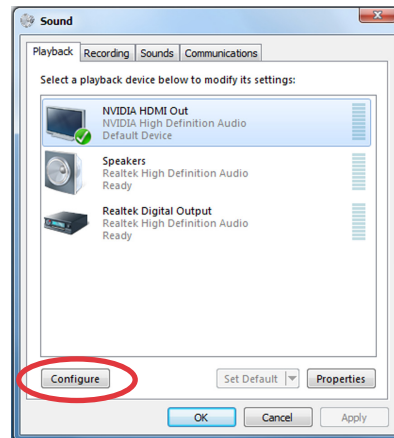 Sound
Playback Recording Sounds Communications
Select a playback device below to modify its settings:
NVIDIA HDMI Out
NVIDIA High Definition Audio
Default Device
Speakers
Realtek High Definition Audio
Ready
Realtek Digital Output
Realtek High Definition Audio
Ready
Configure Set Default Properties
OK Cancel Apply